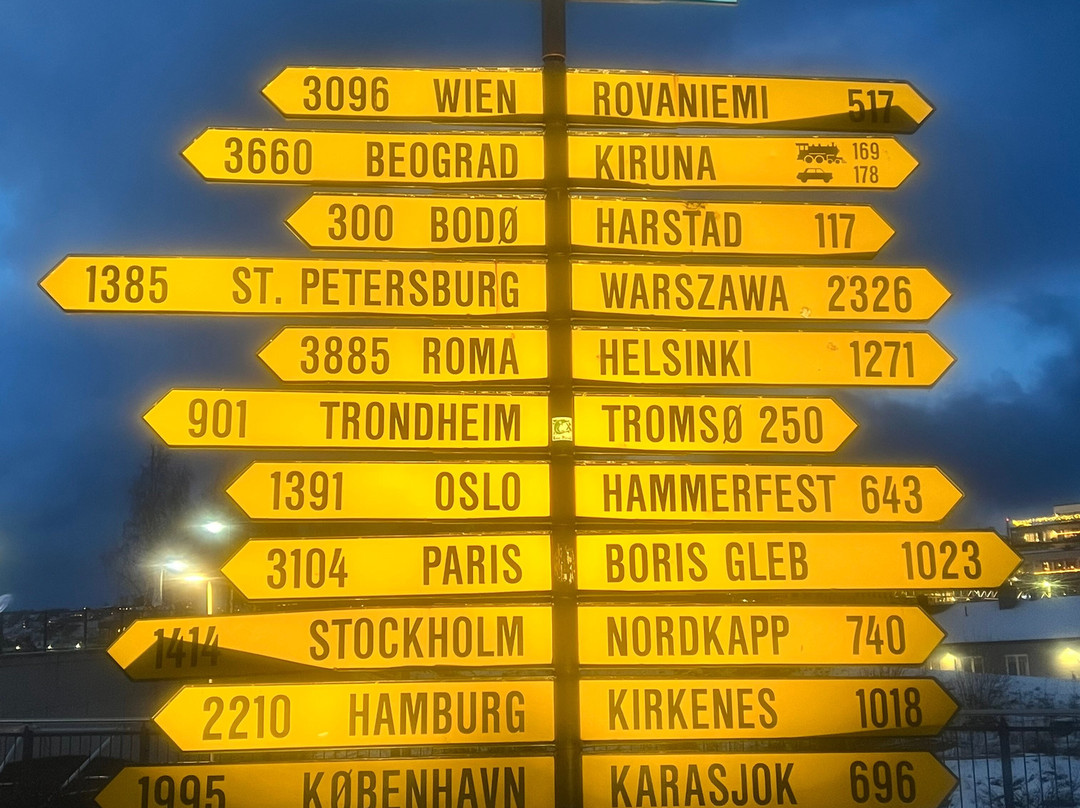 3096 WIEN
ROVANIEMI 517
3660 BEOGRAD
KIRUNA 169
178
300 BODØ
HARSTAD 117
1385 ST. PETERSBURG
WARSZAWA 2326
3885 ROMA
HELSINKI 1271
901 TRONDHEIM
TROMSØ 250
1391 OSLO
HAMMERFEST 643
3104 PARIS
BORIS GLEB 1023
1414 STOCKHOLM
NORDKAPP 740
2210 HAMBURG
KIRKENES 1018
1995 KØBENHAVN
KARASJOK 696